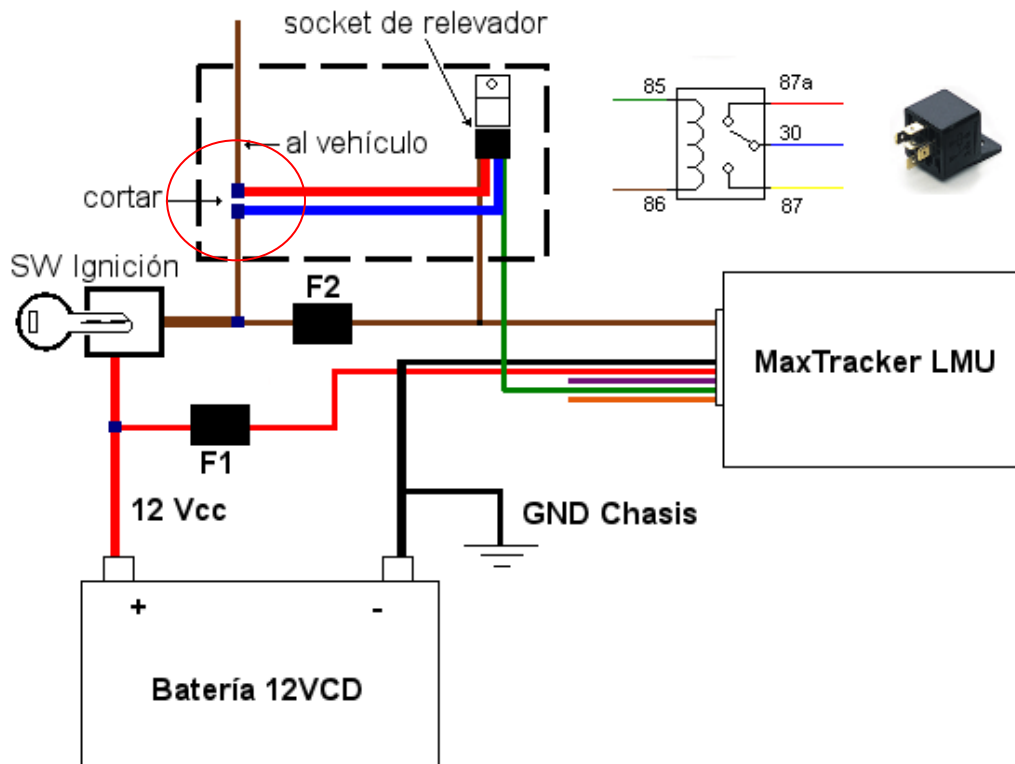 socket de relevador
85
87a
30
86
87
al vehículo
cortar
SW Ignición
F2
MaxTracker LMU
F1
12 Vcc
GND Chasis
+
-
Batería 12VCD